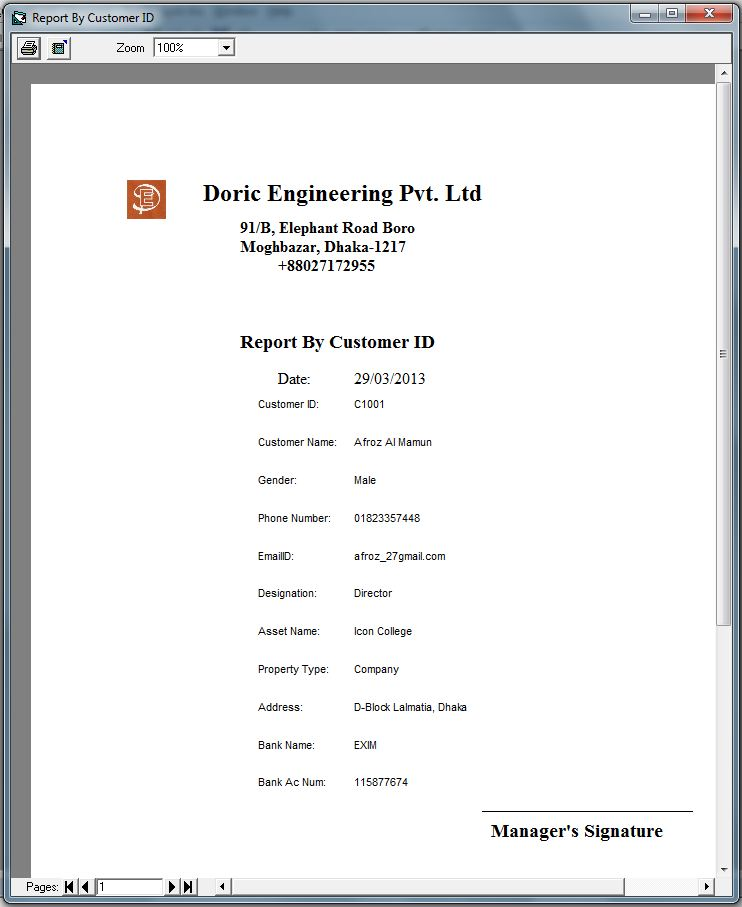 Report By Customer ID
Zoom 100%
Doric Engineering Pvt. Ltd
91/B, Elephant Road Boro
Moghbazar, Dhaka-1217
+88027172955
Report By Customer ID
Date: 29/03/2013
Customer ID: C1001
Customer Name: Afroz Al Mamun
Gender: Male
Phone Number: 01823357448
EmailID: afroz_27gmail.com
Designation: Director
Asset Name: Icon College
Property Type: Company
Address: D-Block Lalmatia, Dhaka
Bank Name: EXIM
Bank Ac Num: 115877674
Manager's Signature
Pages: 1